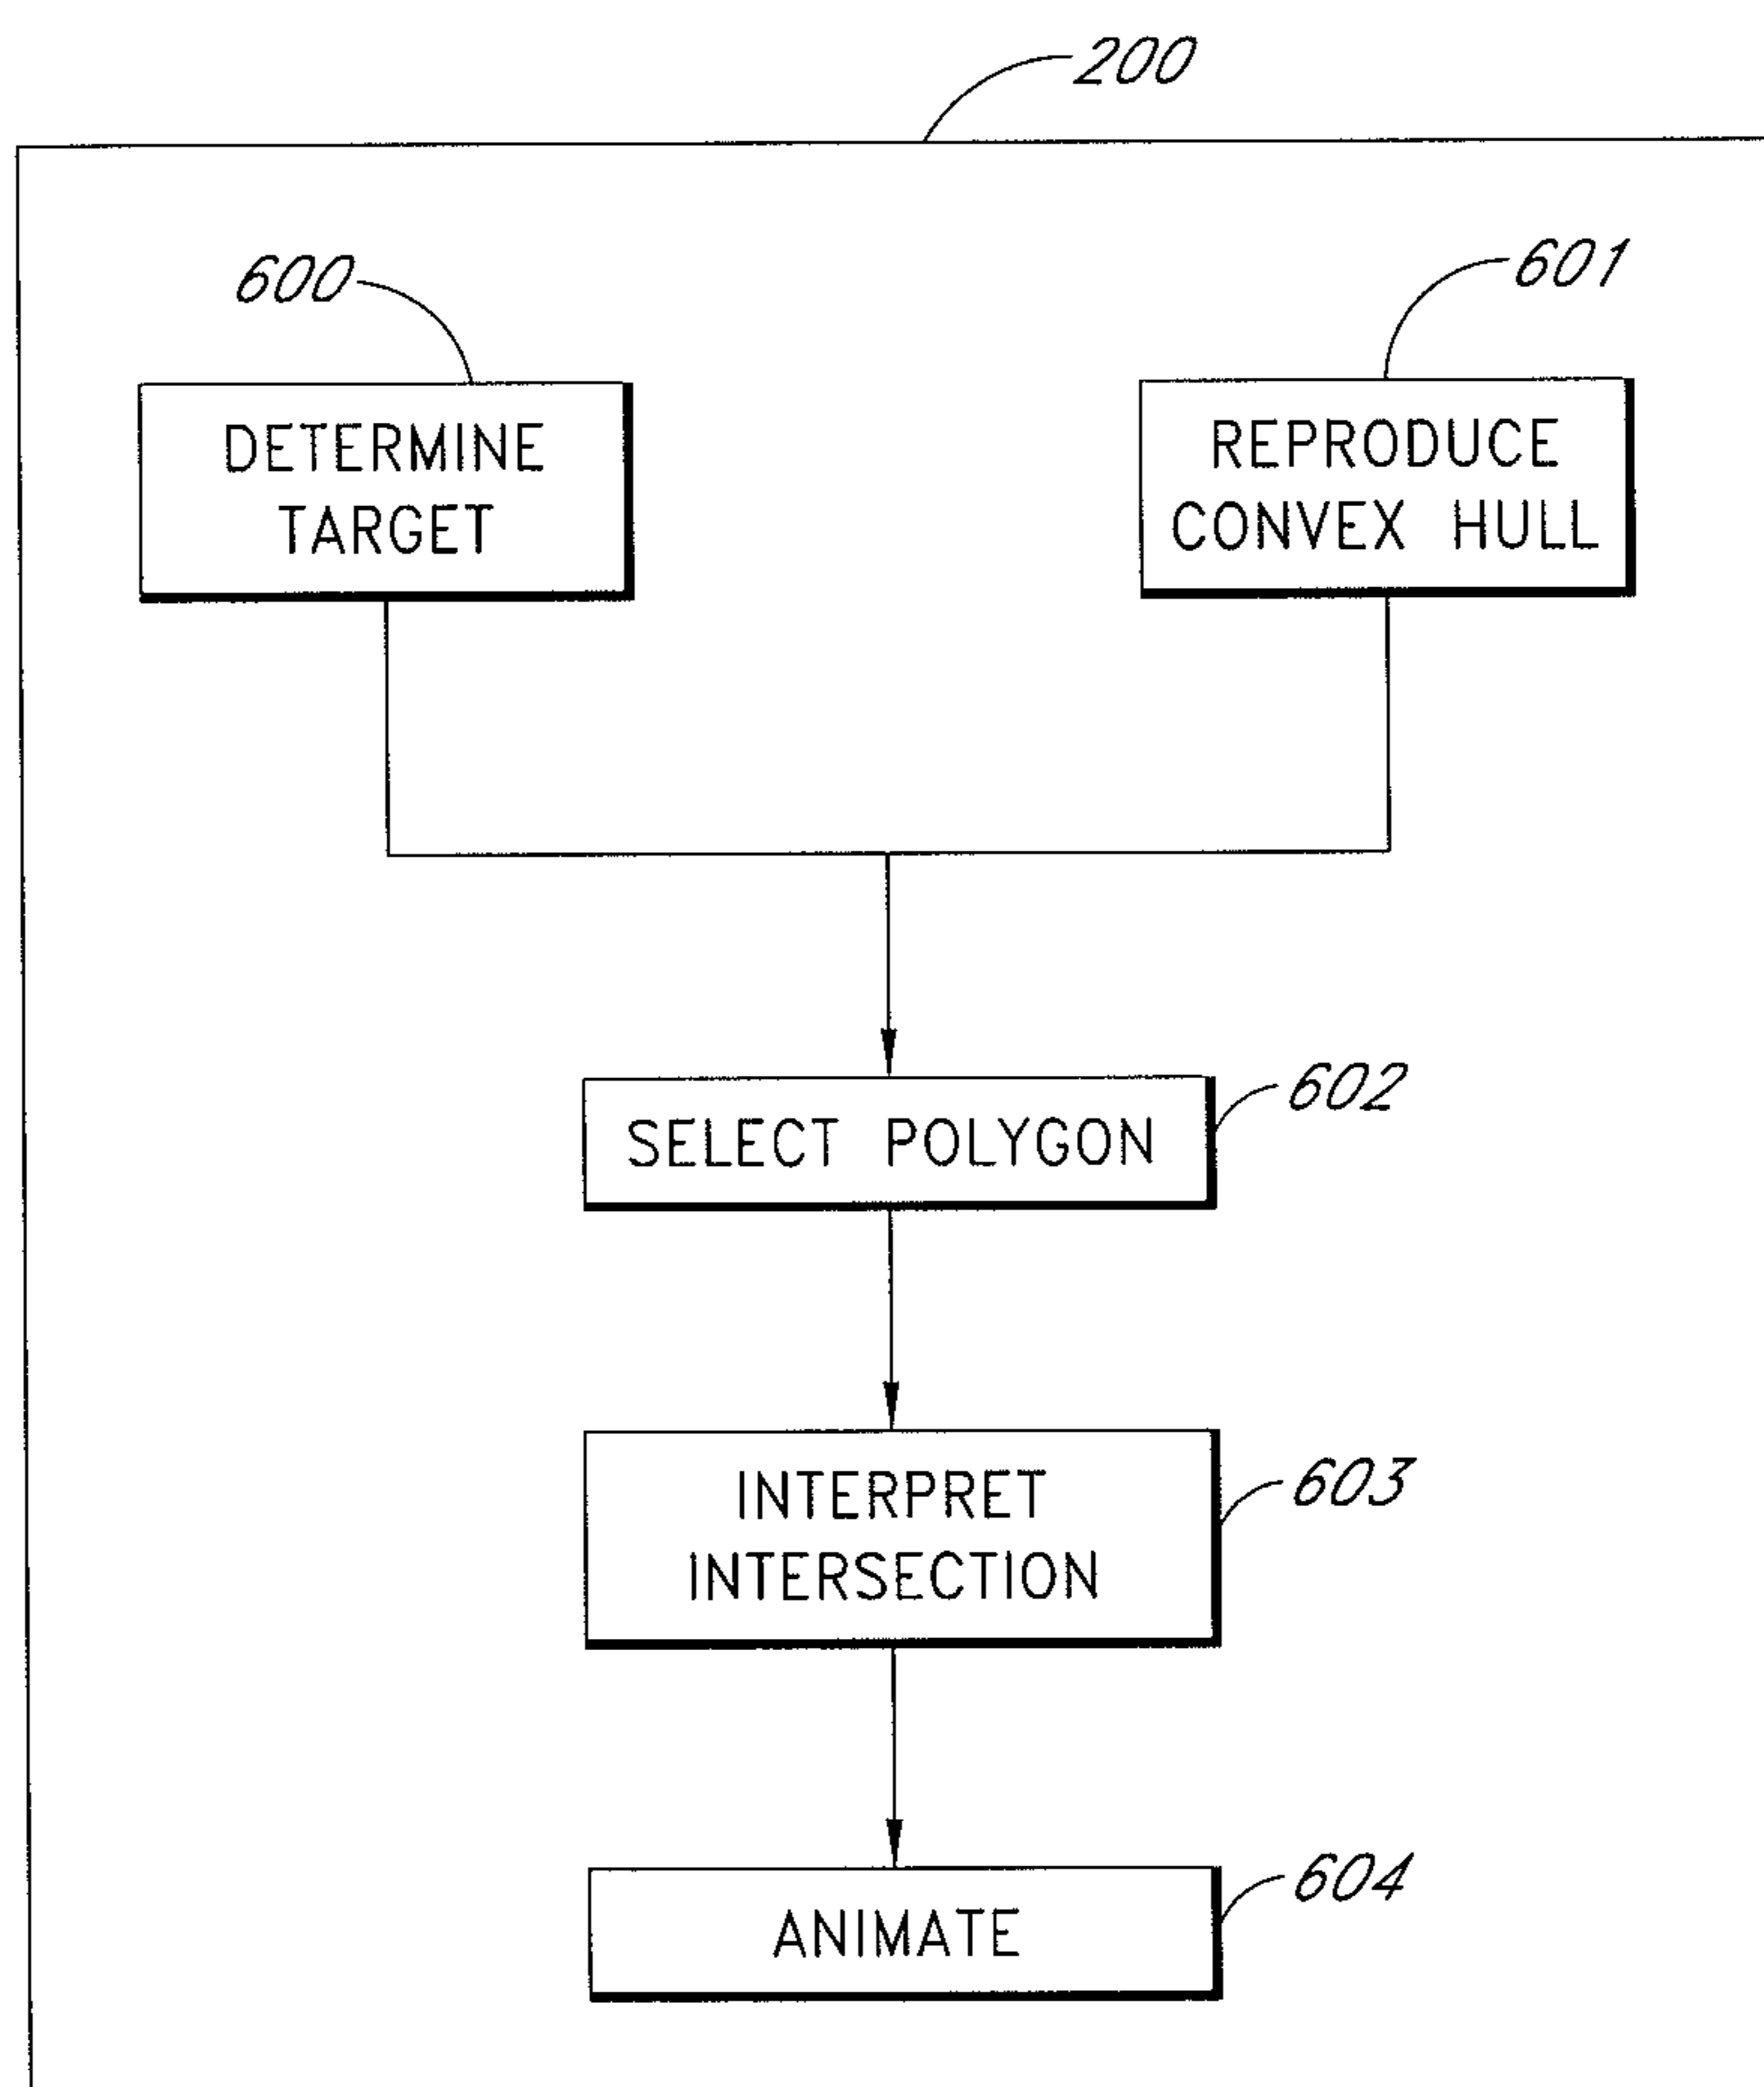 200
600
601
DETERMINE
TARGET
REPRODUCE
CONVEX HULL
602
SELECT POLYGON
603
INTERPRET
INTERSECTION
604
ANIMATE